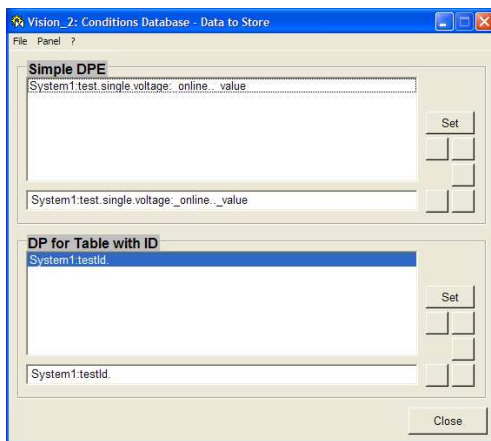 Vision_2: Conditions Database - Data to Store
File Panel ?
Simple DPE
System1:test.single.voltage:_online.._value
Set
System1:test.single.voltage:_online.._value
DP for Table with ID
System1:testId.
Set
System1:testId.
Close